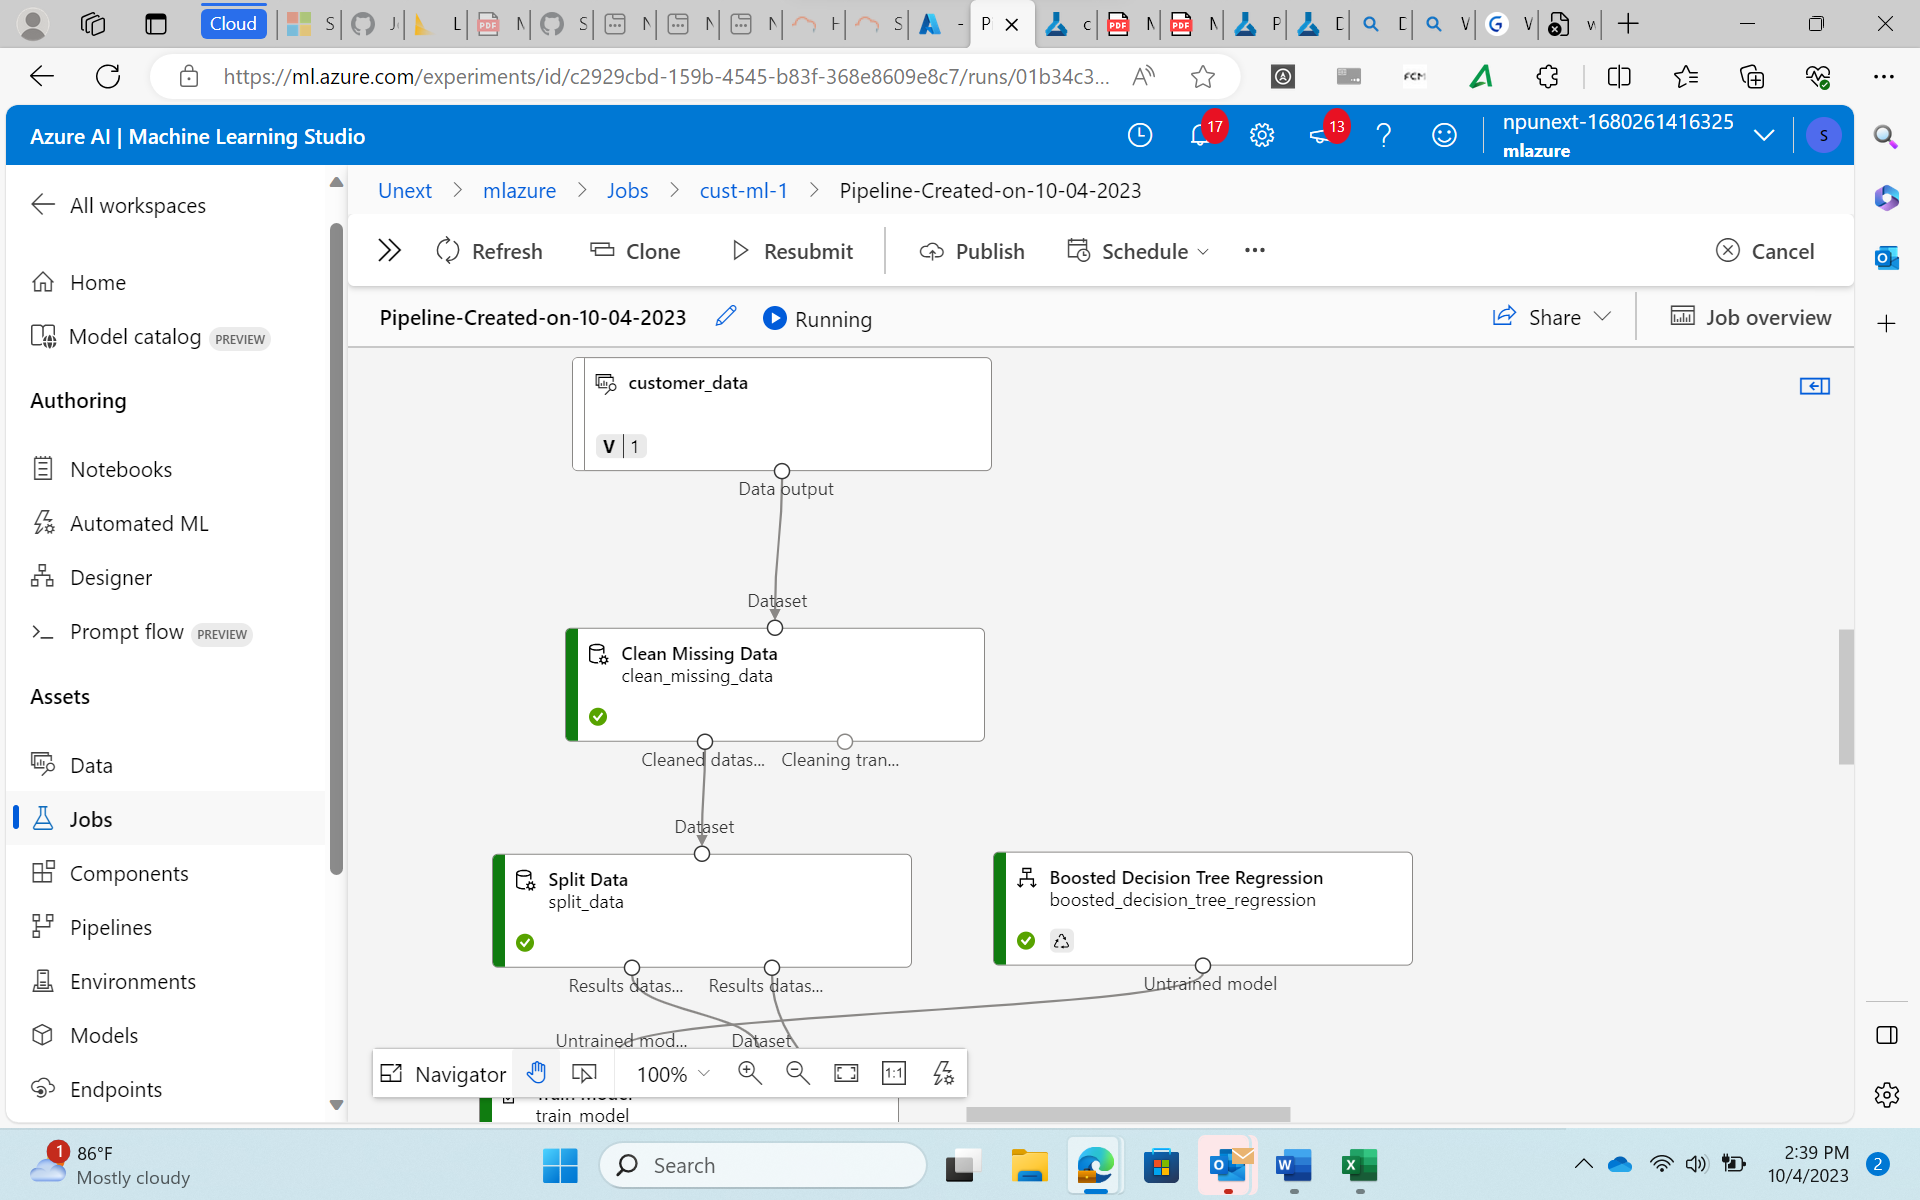 Cloud
https://ml.azure.com/experiments/id/c2929cbd-159b-4545-b83f-368e8609e8c7/runs/01b34c3...
Azure AI | Machine Learning Studio
17
13
npunext-1680261416325
mlazure
S
All workspaces
Unext > mlazure > Jobs > cust-ml-1 > Pipeline-Created-on-10-04-2023
Refresh
Clone
Resubmit
Publish
Schedule
...
Cancel
Home
Model catalog PREVIEW
Pipeline-Created-on-10-04-2023
Running
Share
Job overview
Authoring
Notebooks
Automated ML
Designer
Prompt flow PREVIEW
Assets
Data
Jobs
Components
Pipelines
Environments
Models
Endpoints
customer_data
V | 1
Data output
Dataset
Clean Missing Data
clean_missing_data
Cleaned datas...
Cleaning tran...
Dataset
Split Data
split_data
Results datas...
Results datas...
Boosted Decision Tree Regression
boosted_decision_tree_regression
Untrained model
Untrained mod...
Dataset
Navigator
100%
1:1
train_model
1
86°F
Mostly cloudy
Search
2:39 PM
10/4/2023
2